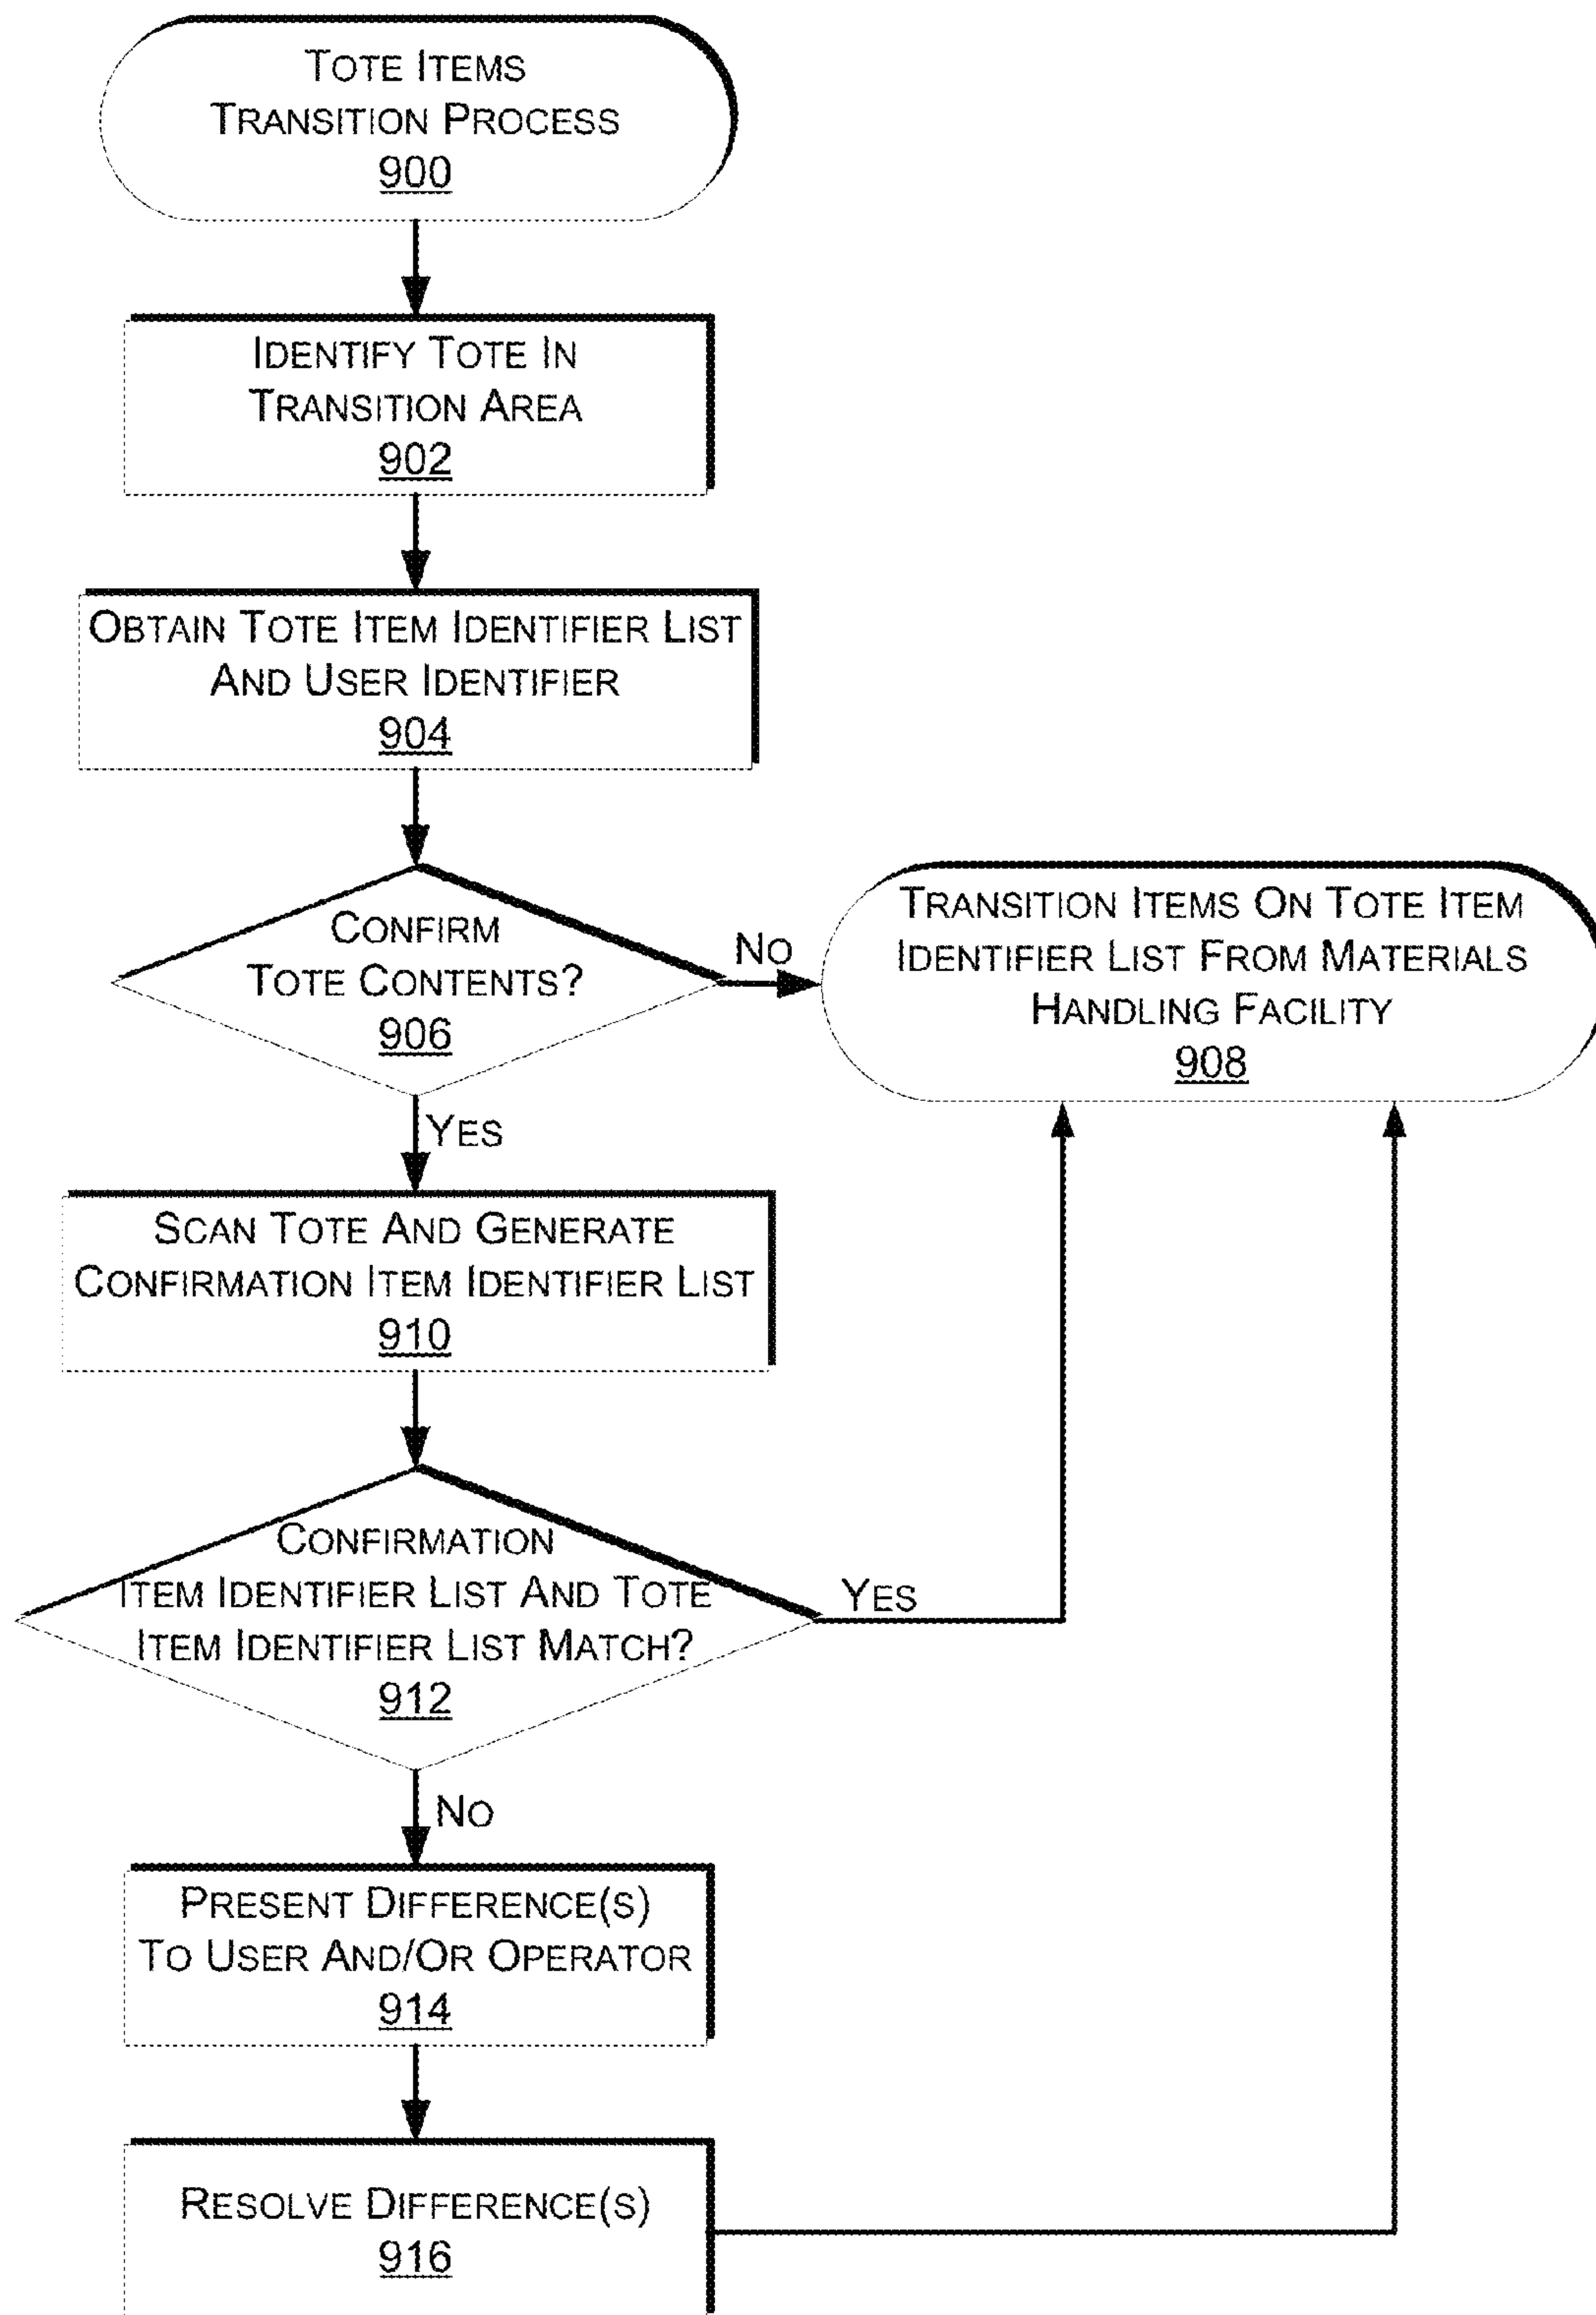 TOTE ITEMS
TRANSITION PROCESS
900
IDENTIFY TOTE IN
TRANSITION AREA
902
OBTAIN TOTE ITEM IDENTIFIER LIST
AND USER IDENTIFIER
904
CONFIRM
TOTE CONTENTS?
906
NO
TRANSITION ITEMS ON TOTE ITEM
IDENTIFIER LIST FROM MATERIALS
HANDLING FACILITY
908
YES
SCAN TOTE AND GENERATE
CONFIRMATION ITEM IDENTIFIER LIST
910
CONFIRMATION
ITEM IDENTIFIER LIST AND TOTE
ITEM IDENTIFIER LIST MATCH?
912
YES
NO
PRESENT DIFFERENCE(S)
TO USER AND/OR OPERATOR
914
RESOLVE DIFFERENCE(S)
916